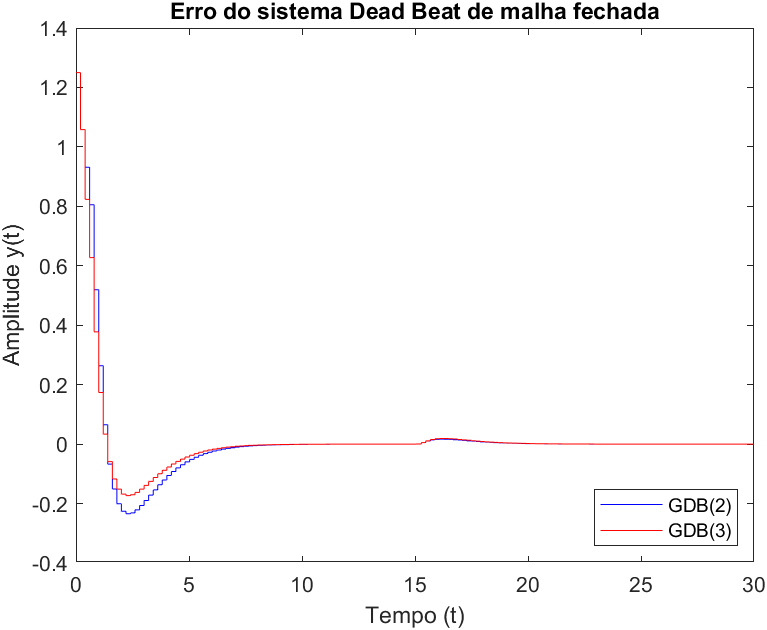 Erro do sistema Dead Beat de malha fechada
1.4
1.2
1
0.8
0.6
0.4
0.2
0
-0.2
-0.4
Amplitude y(t)
0 5 10 15 20 25 30
Tempo (t)
GDB(2)
GDB(3)